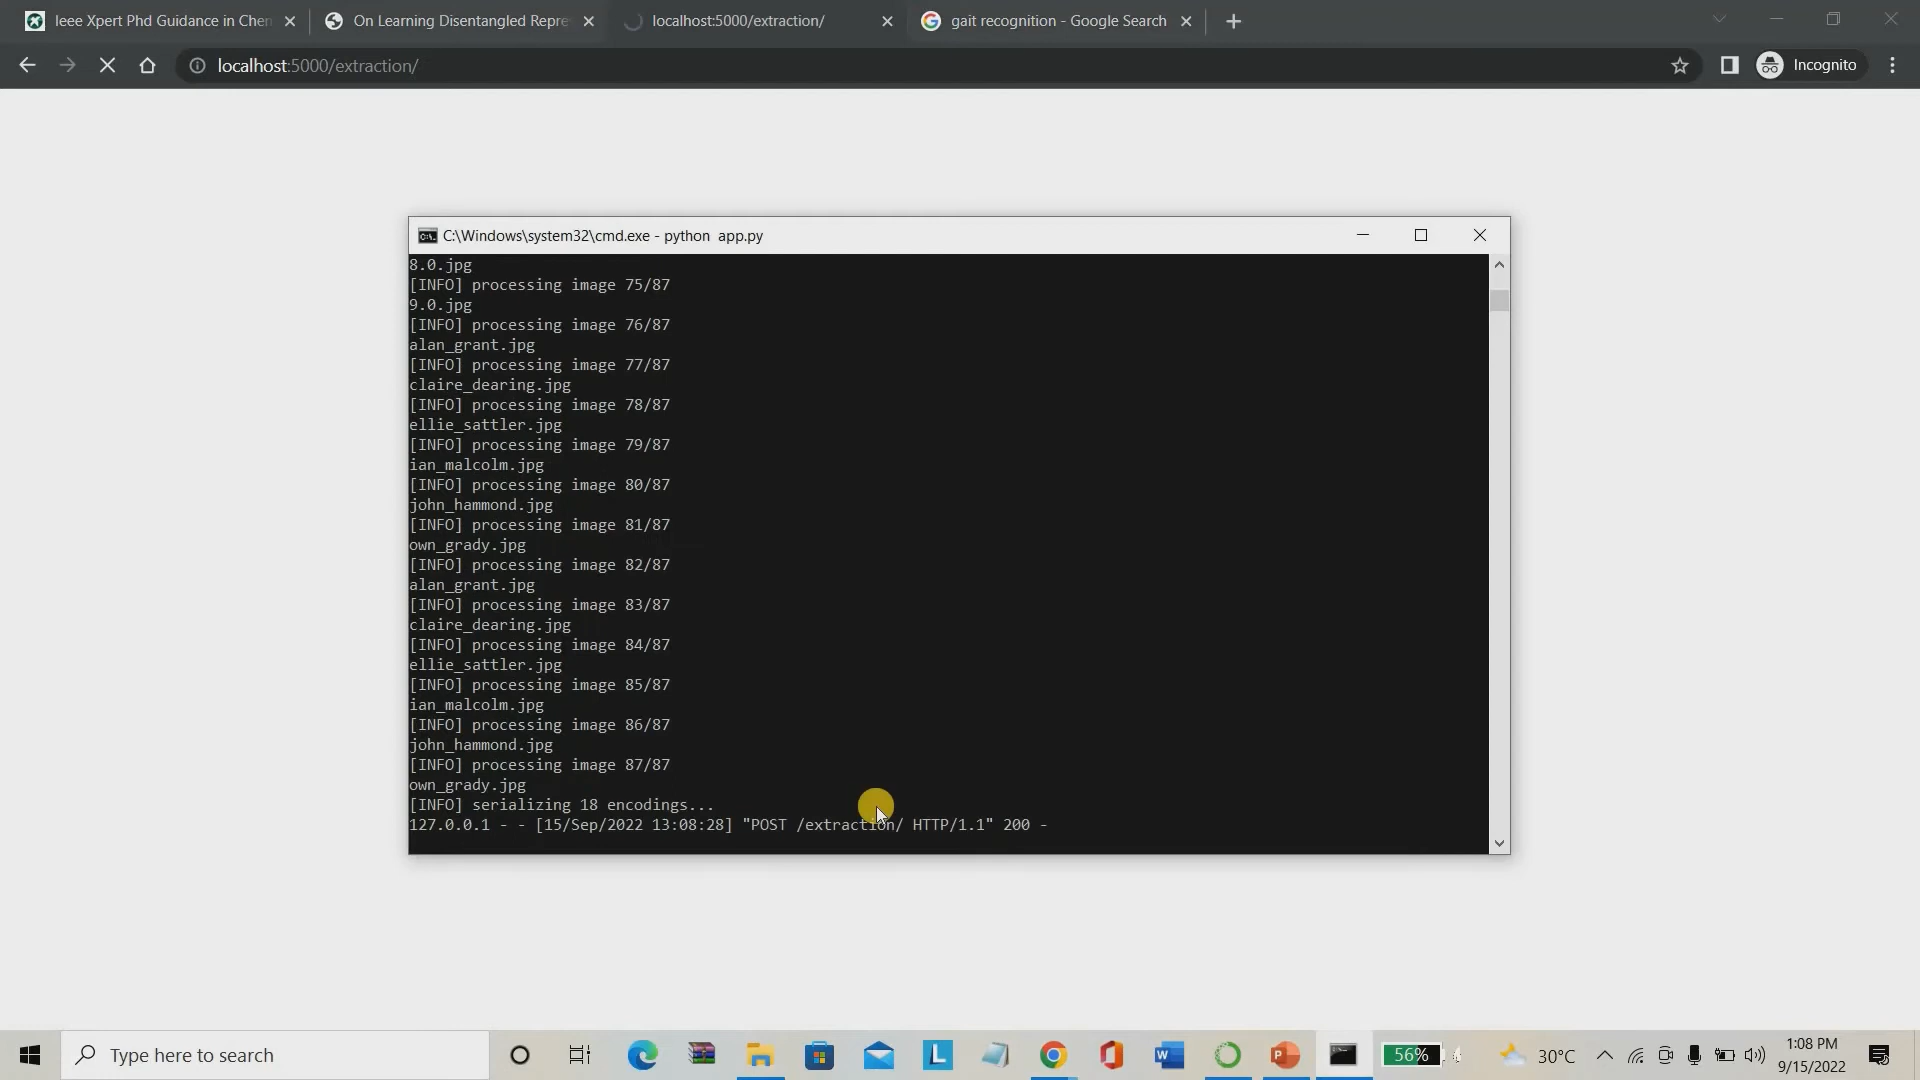 Ieee Xpert Phd Guidance in Chen
On Learning Disentangled Repre
localhost:5000/extraction/
gait recognition - Google Search
localhost:5000/extraction/
Incognito
C:\Windows\system32\cmd.exe - python  app.py
8.0.jpg
[INFO] processing image 75/87
9.0.jpg
[INFO] processing image 76/87
alan_grant.jpg
[INFO] processing image 77/87
claire_dearing.jpg
[INFO] processing image 78/87
ellie_sattler.jpg
[INFO] processing image 79/87
ian_malcolm.jpg
[INFO] processing image 80/87
john_hammond.jpg
[INFO] processing image 81/87
own_grady.jpg
[INFO] processing image 82/87
alan_grant.jpg
[INFO] processing image 83/87
claire_dearing.jpg
[INFO] processing image 84/87
ellie_sattler.jpg
[INFO] processing image 85/87
ian_malcolm.jpg
[INFO] processing image 86/87
john_hammond.jpg
[INFO] processing image 87/87
own_grady.jpg
[INFO] serializing 18 encodings...
127.0.0.1 - - [15/Sep/2022 13:08:28] "POST /extraction/ HTTP/1.1" 200 -
Type here to search
56%
30°C
1:08 PM
9/15/2022